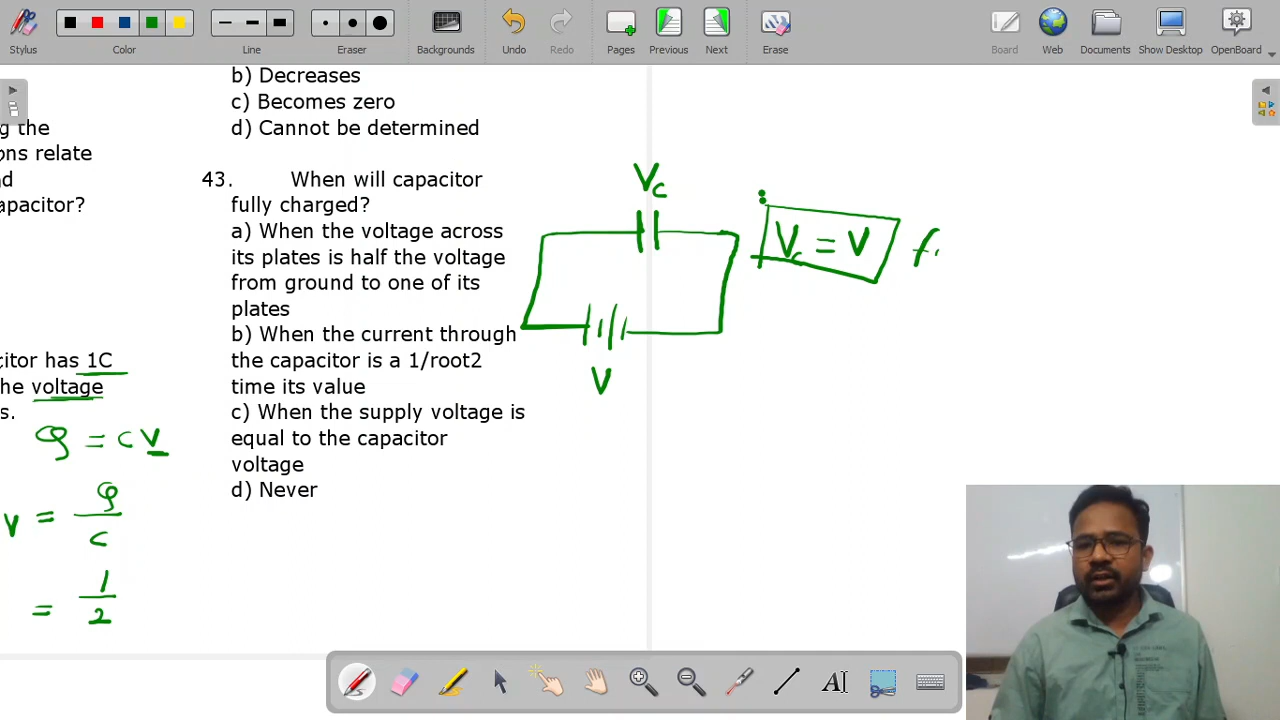 Stylus
Color
Line
Eraser
Backgrounds
Undo
Redo
Pages
Previous
Next
Erase
Board
Web
Documents
Show Desktop
OpenBoard
g the
ons relate
d
apacitor?
citor has 1C
he voltage
s.
Q = CV
V = Q/C
= 1/2
b) Decreases
c) Becomes zero
d) Cannot be determined
43. When will capacitor
fully charged?
a) When the voltage across
its plates is half the voltage
from ground to one of its
plates
b) When the current through
the capacitor is a 1/root2
time its value
c) When the supply voltage is
equal to the capacitor
voltage
d) Never
Vc
V
Vc = V
f